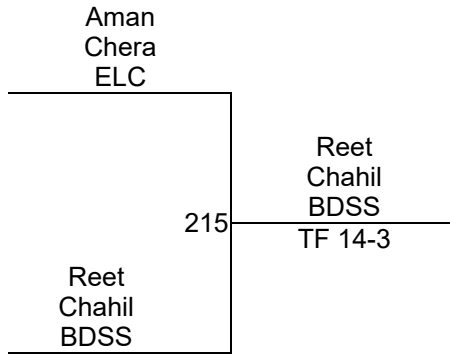 Aman
Chera
ELC
Reet
Chahil
BDSS
215
TF 14-3
Reet
Chahil
BDSS